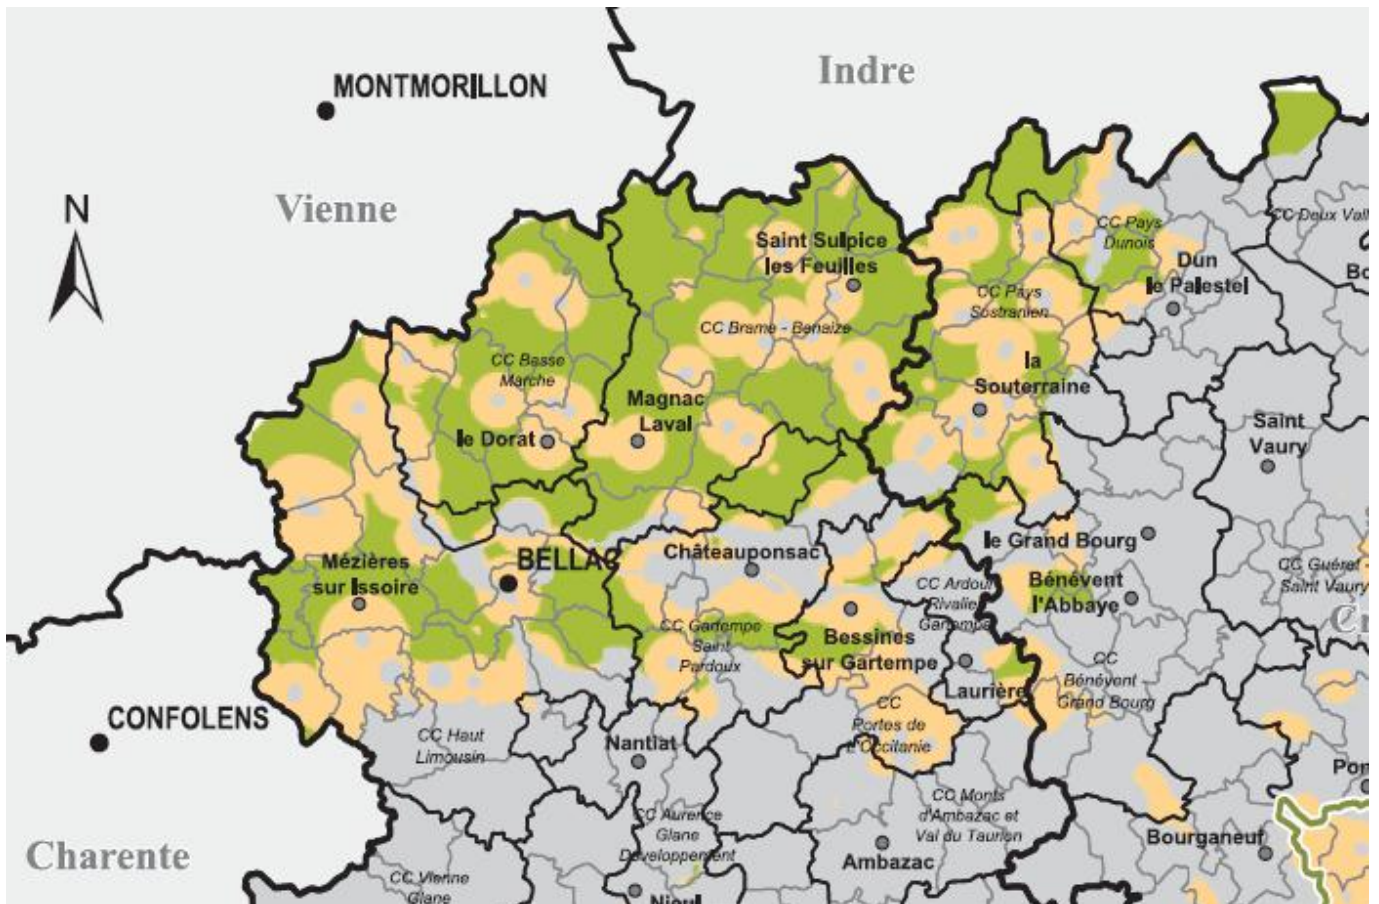 Indre
MONTMORILLON
N
Vienne
CC Deux Vall
CC Pays
Dunois
Saint Sulpice
les Feuilles
Dun
le Palestel
Bo
CC Pays
Sostranien
CC Brame - Benaize
CC Basse
Marche
la
Souterraine
Magnac
Laval
le Dorat
Saint
Vaury
BELLAC
Châteauponsac
le Grand Bourg
Mézières
sur Issoire
CC Ardour
Rivalier
Gartempe
Bénévent
l'Abbaye
CC Guéret -
Saint Vaury
Cr
CC Gartempe
Saint
Pardoux
Bessines
sur Gartempe
CC
Bénévent
Grand Bourg
Laurière
CONFOLENS
CC
Portes de
L'Occitanie
CC Haut
Limousin
Nantiat
Pon
CC Monts
d'Ambazac et
Val du Taurion
CC Aurence
Glane
Développement
Bourganeuf
Charente
Ambazac
CC Vienne
Glane
Nieul